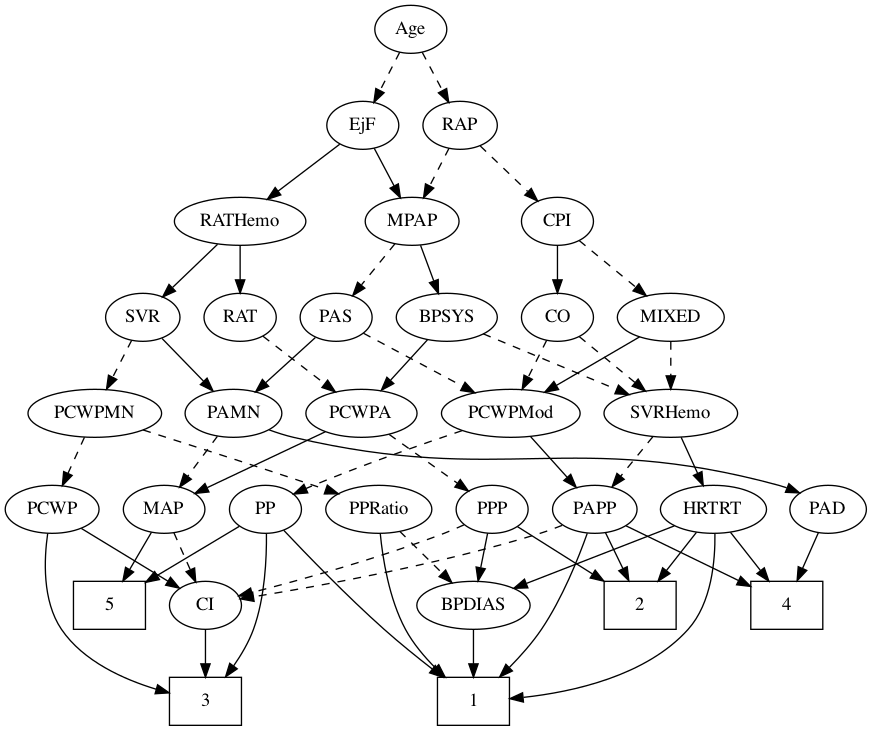 Age
EjF
RAP
RATHemo
MPAP
CPI
SVR
RAT
PAS
BPSYS
CO
MIXED
PCWPMN
PAMN
PCWPA
PCWPMod
SVRHemo
PCWP
MAP
PP
PPRatio
PPP
PAPP
HRTRT
PAD
5
CI
BPDIAS
2
4
3
1